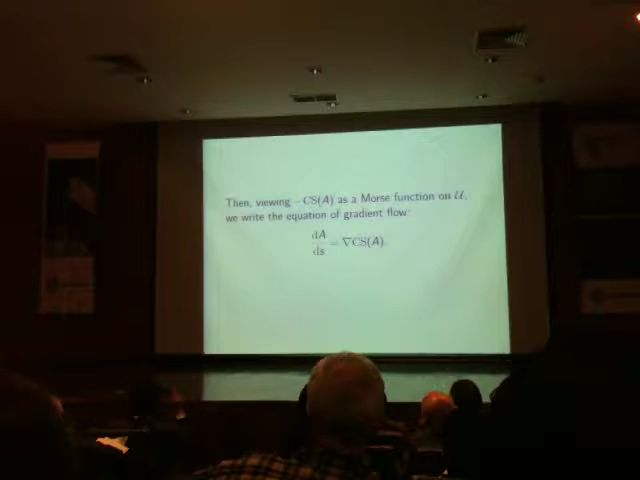 Then, viewing −CS(A) as a Morse function on 𝒰,
we write the equation of gradient flow:
dA/ds = ∇CS(A).